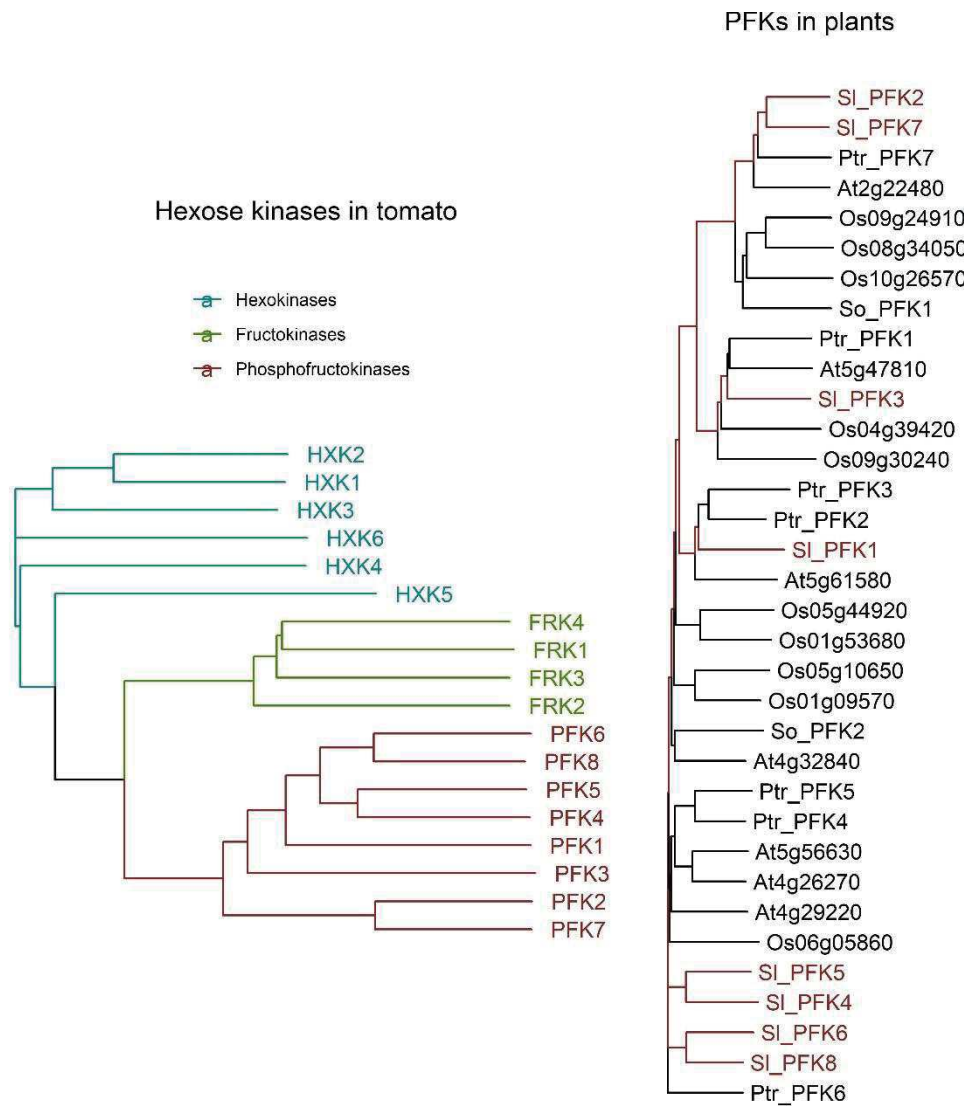 PFKs in plants
Hexose kinases in tomato
a Hexokinases
a Fructokinases
a Phosphofructokinases
HXK2
HXK1
HXK3
HXK6
HXK4
HXK5
FRK4
FRK1
FRK3
FRK2
PFK6
PFK8
PFK5
PFK4
PFK1
PFK3
PFK2
PFK7
Sl_PFK2
Sl_PFK7
Ptr_PFK7
At2g22480
Os09g24910
Os08g34050
Os10g26570
So_PFK1
Ptr_PFK1
At5g47810
Sl_PFK3
Os04g39420
Os09g30240
Ptr_PFK3
Ptr_PFK2
Sl_PFK1
At5g61580
Os05g44920
Os01g53680
Os05g10650
Os01g09570
So_PFK2
At4g32840
Ptr_PFK5
Ptr_PFK4
At5g56630
At4g26270
At4g29220
Os06g05860
Sl_PFK5
Sl_PFK4
Sl_PFK6
Sl_PFK8
Ptr_PFK6